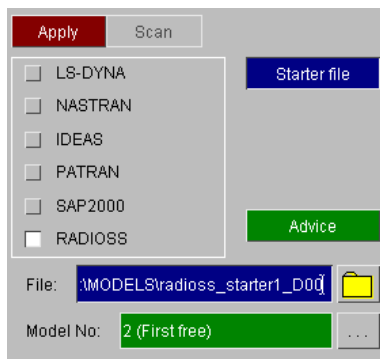 Apply Scan
LS-DYNA Starter file
NASTRAN
IDEAS
PATRAN
SAP2000
RADIOSS Advice
File: :\MODELS\radioss_starter1_D00
Model No: 2 (First free) ...